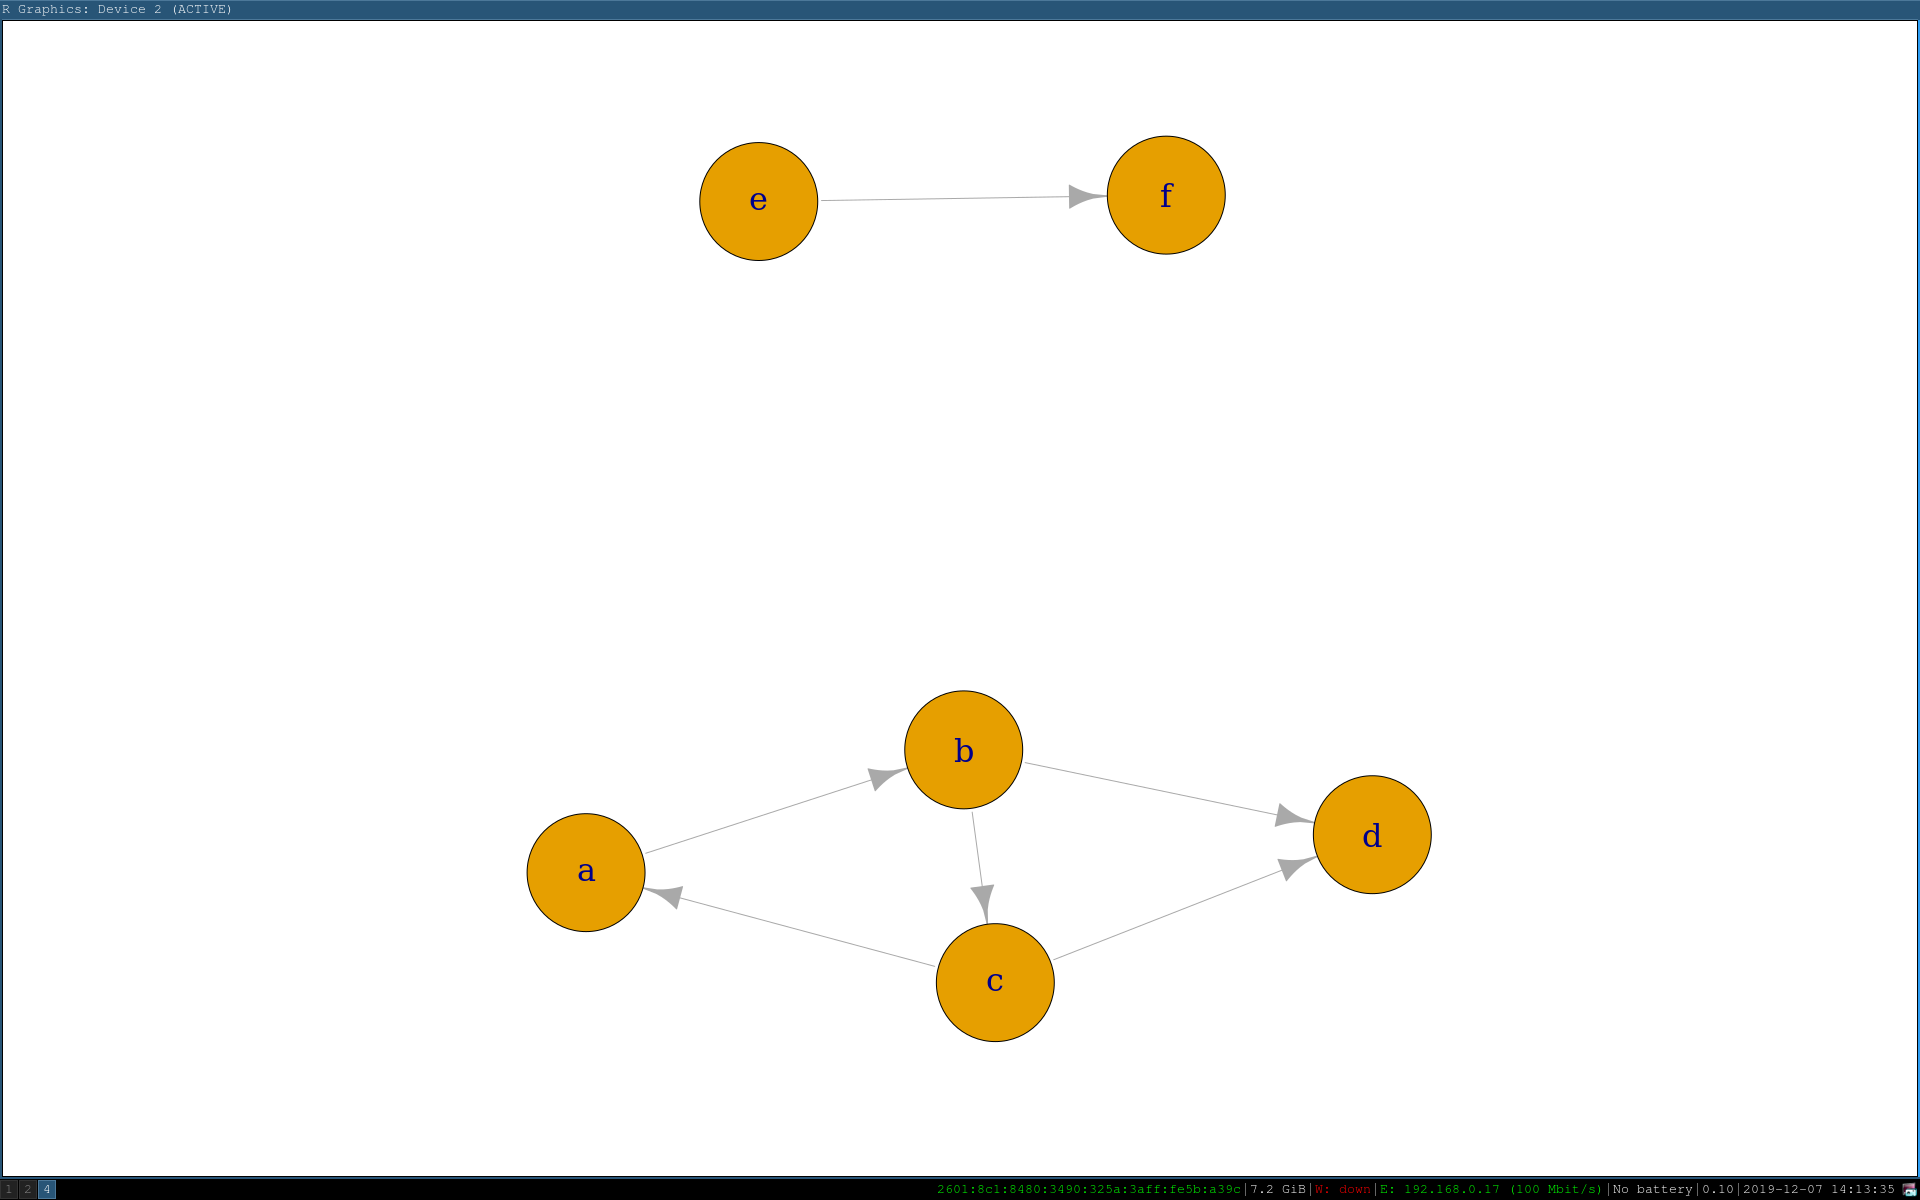 R Graphics: Device 2 (ACTIVE)
e
f
b
d
a
c
1 2 4
2601:8c1:8480:3490:325a:3aff:fe5b:a39c|7.2 GiB|W: down|E: 192.168.0.17 (100 Mbit/s)|No battery|0.10|2019-12-07 14:13:35